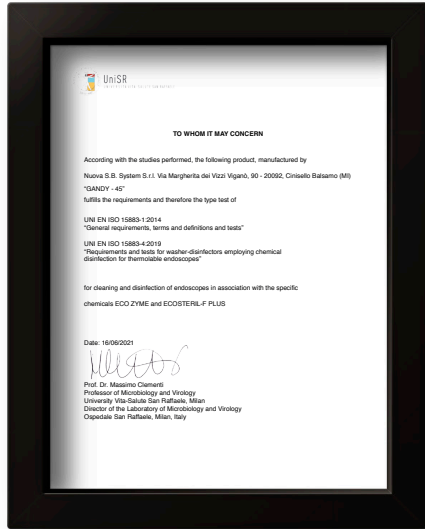 UniSR
TO WHOM IT MAY CONCERN
According with the studies performed, the following product, manufactured by
Nuova S.B. System S.r.l. Via Margherita dei Vizzi Viganò, 90 - 20092, Cinisello Balsamo (MI)
“GANDY - 45”
fulfills the requirements and therefore the type test of
UNI EN ISO 15883-1:2014
“General requirements, terms and definitions and tests”
UNI EN ISO 15883-4:2019
“Requirements and tests for washer-disinfectors employing chemical
disinfection for thermolable endoscopes”
for cleaning and disinfection of endoscopes in association with the specific
chemicals ECO ZYME and ECOSTERIL-F PLUS
Date: 16/06/2021
Prof. Dr. Massimo Clementi
Professor of Microbiology and Virology
University Vita-Salute San Raffaele, Milan
Director of the Laboratory of Microbiology and Virology
Ospedale San Raffaele, Milan, Italy